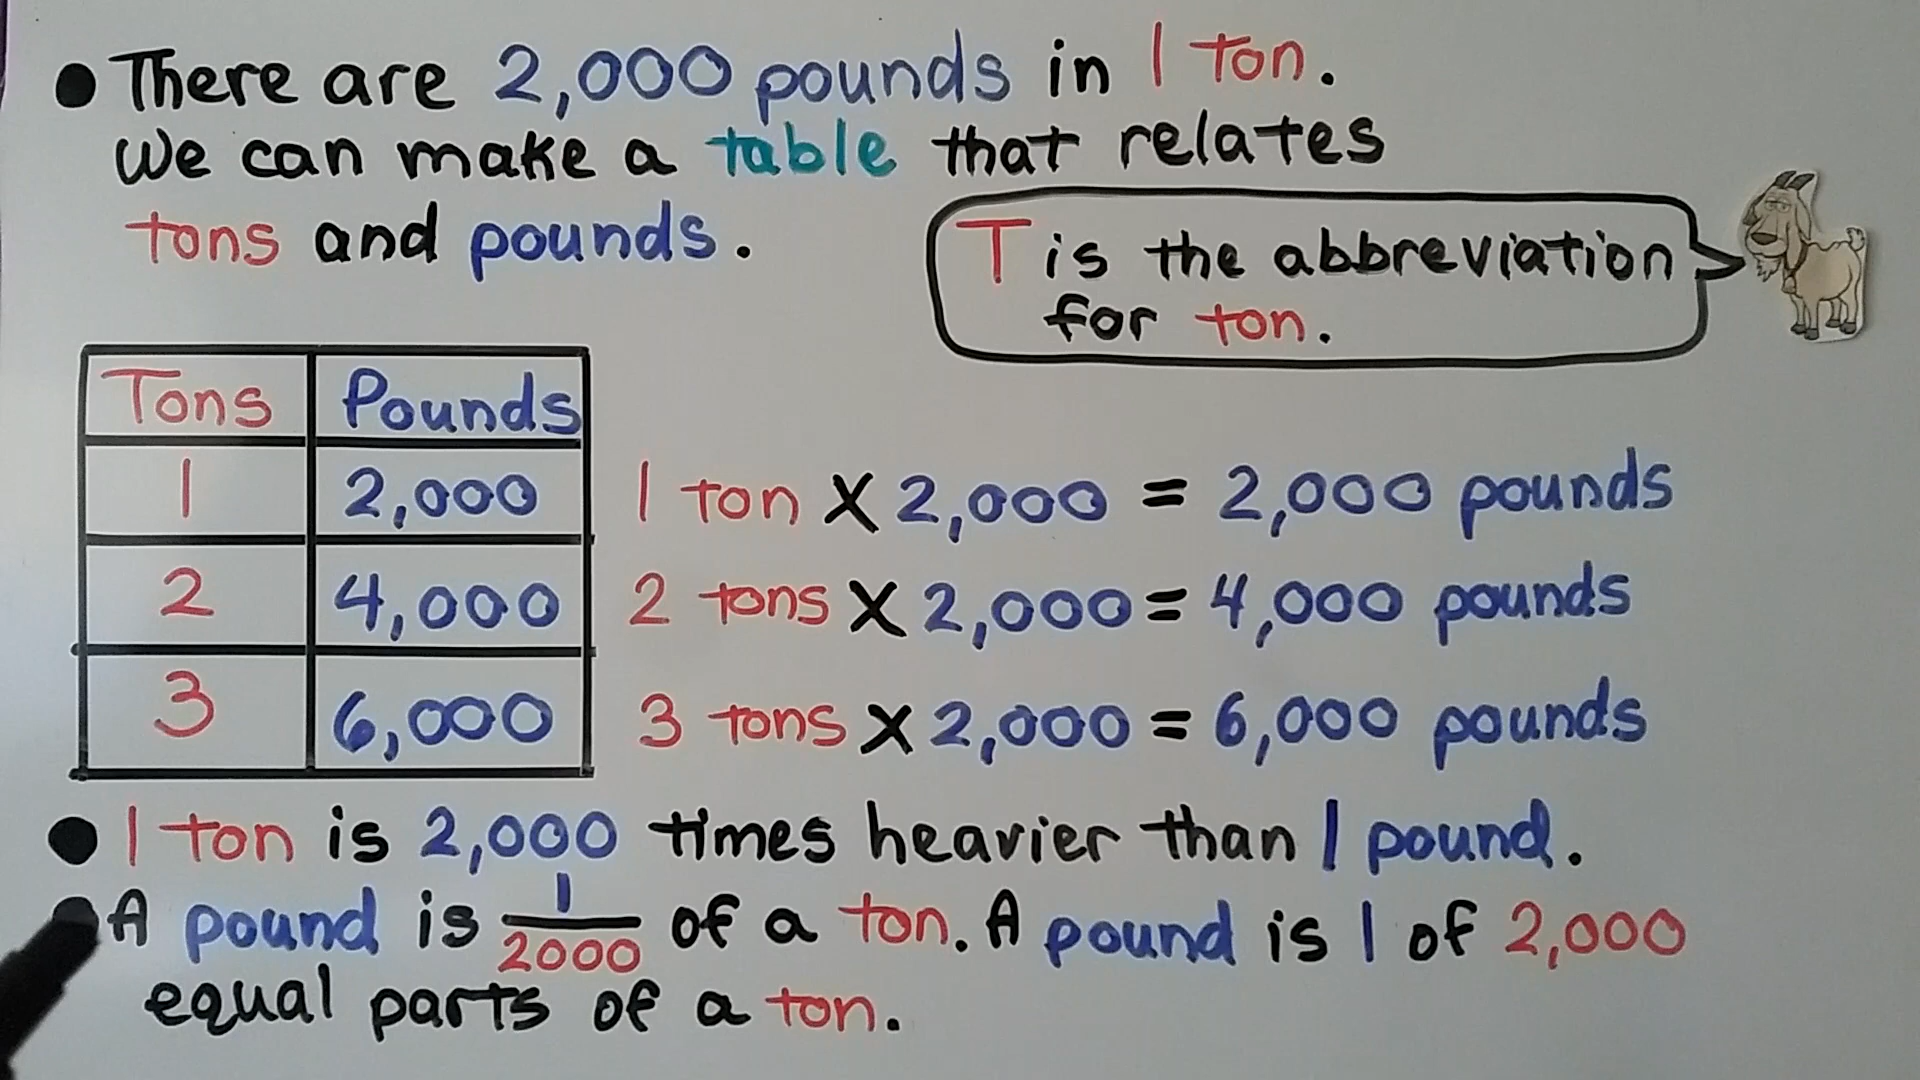 There are 2,000 pounds in 1 ton.
We can make a table that relates
tons and pounds.
T is the abbreviation
for ton.
Tons Pounds
1 2,000 1 ton X 2,000 = 2,000 pounds
2 4,000 2 tons X 2,000 = 4,000 pounds
3 6,000 3 tons X 2,000 = 6,000 pounds
1 ton is 2,000 times heavier than 1 pound.
A pound is 1/2000 of a ton. A pound is 1 of 2,000
equal parts of a ton.